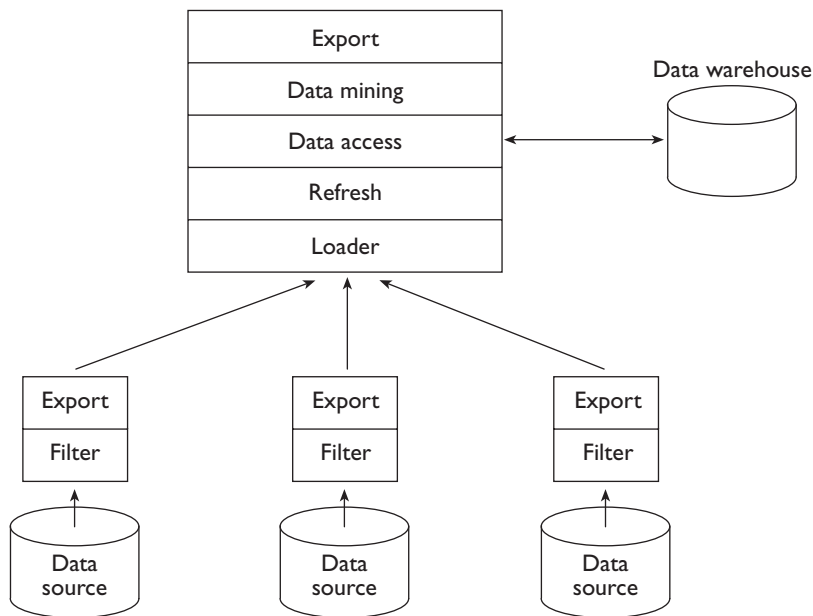 Export
Data mining
Data warehouse
Data access
Refresh
Loader
Export
Filter
Data
source
Export
Filter
Data
source
Export
Filter
Data
source